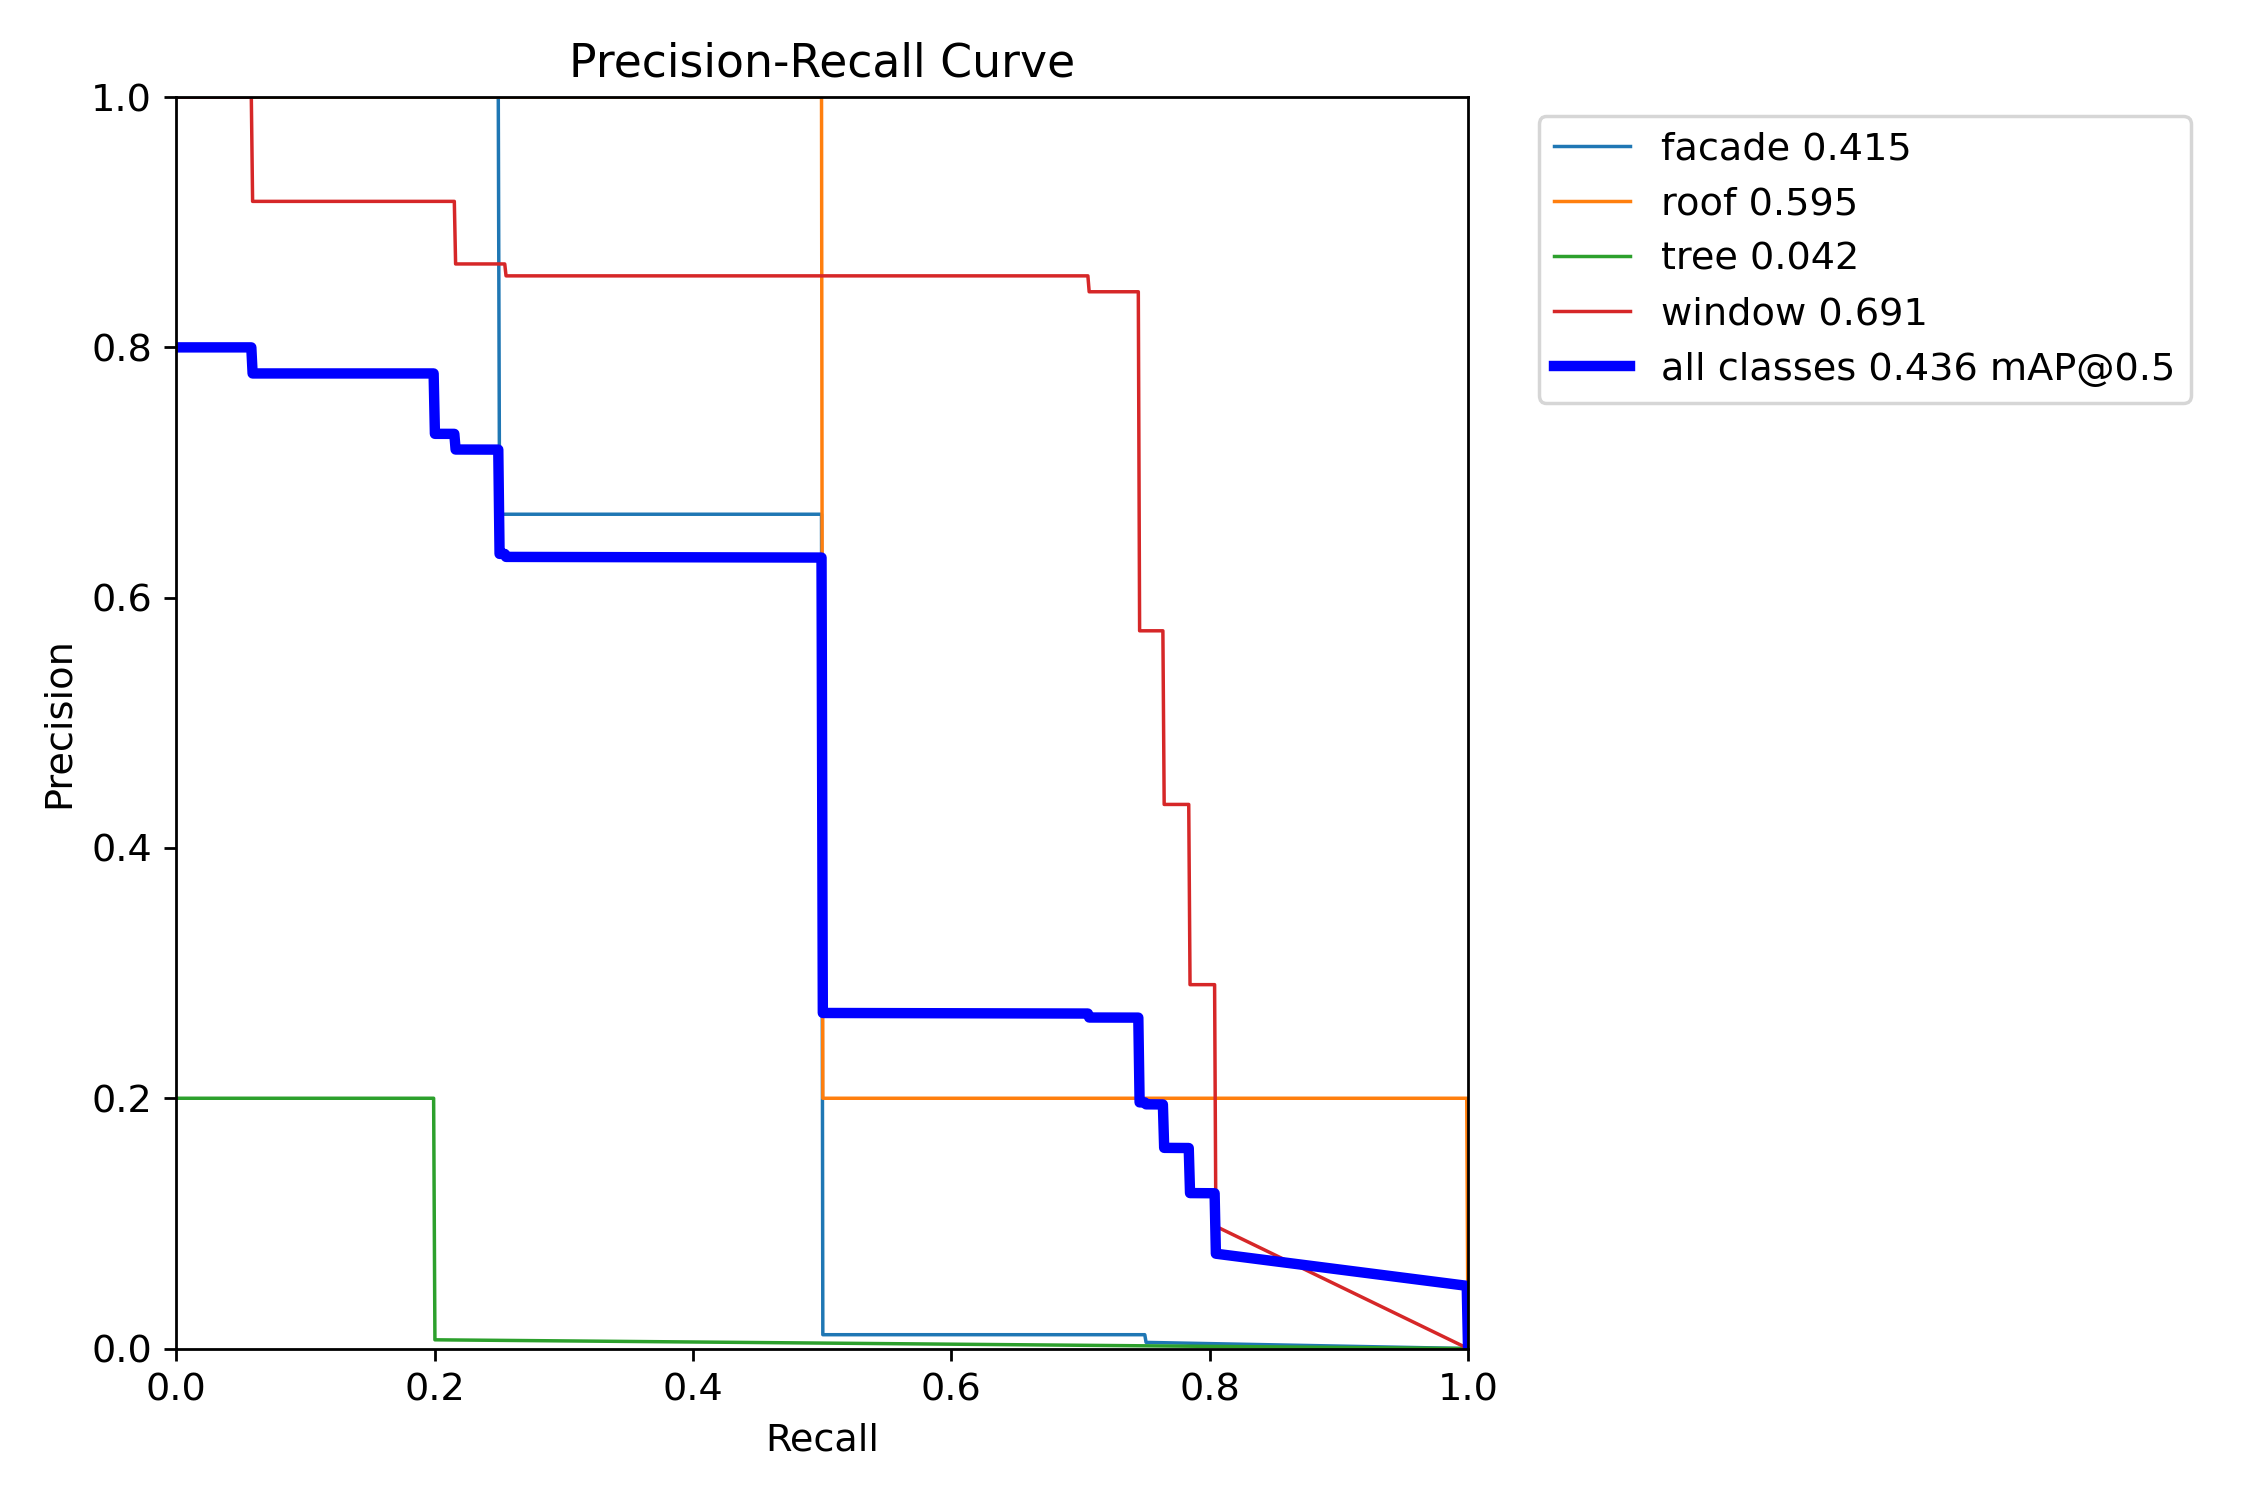 Precision-Recall Curve
1.0
0.8
0.6
0.4
0.2
0.0
Precision
0.0 0.2 0.4 0.6 0.8 1.0
Recall
facade 0.415
roof 0.595
tree 0.042
window 0.691
all classes 0.436 mAP@0.5